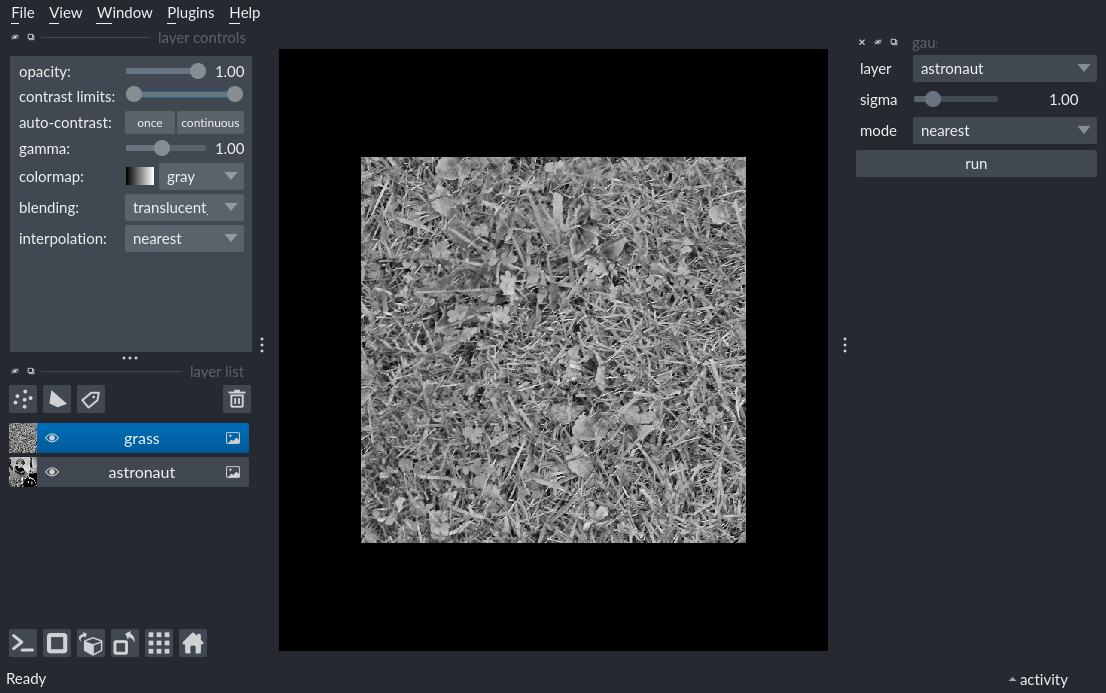 File View Window Plugins Help
layer controls
opacity: 1.00
contrast limits:
auto-contrast: once continuous
gamma: 1.00
colormap: gray
blending: translucent
interpolation: nearest
layer list
grass
astronaut
Ready
gau
layer astronaut
sigma 1.00
mode nearest
run
activity